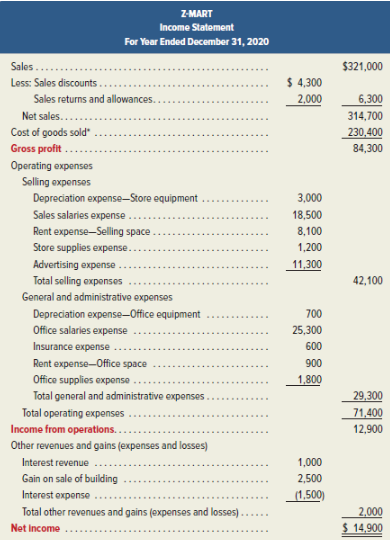 Z-MART
Income Statement
For Year Ended December 31, 2020
Sales $321,000
Less: Sales discounts $ 4,300
Sales returns and allowances 2,000 6,300
Net sales 314,700
Cost of goods sold* 230,400
Gross profit 84,300
Operating expenses
Selling expenses
Depreciation expense—Store equipment 3,000
Sales salaries expense 18,500
Rent expense—Selling space 8,100
Store supplies expense 1,200
Advertising expense 11,300
Total selling expenses 42,100
General and administrative expenses
Depreciation expense—Office equipment 700
Office salaries expense 25,300
Insurance expense 600
Rent expense—Office space 900
Office supplies expense 1,800
Total general and administrative expenses 29,300
Total operating expenses 71,400
Income from operations 12,900
Other revenues and gains (expenses and losses)
Interest revenue 1,000
Gain on sale of building 2,500
Interest expense (1,500)
Total other revenues and gains (expenses and losses) 2,000
Net income $ 14,900